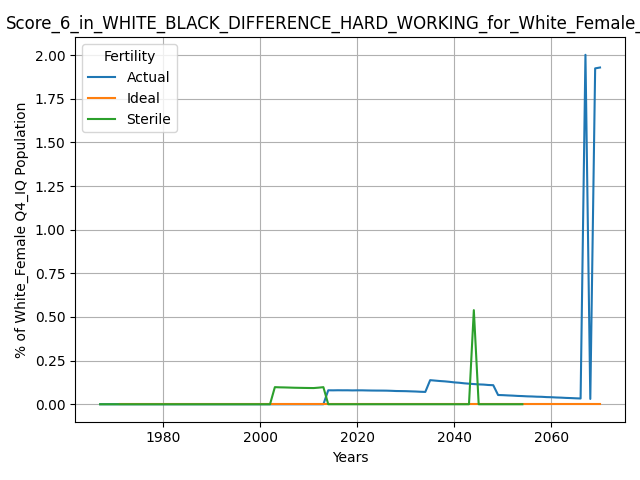 Score_6_in_WHITE_BLACK_DIFFERENCE_HARD_WORKING_for_White_Female_
Fertility
Actual
Ideal
Sterile
% of White_Female Q4_IQ Population
2.00
1.75
1.50
1.25
1.00
0.75
0.50
0.25
0.00
1980 2000 2020 2040 2060
Years